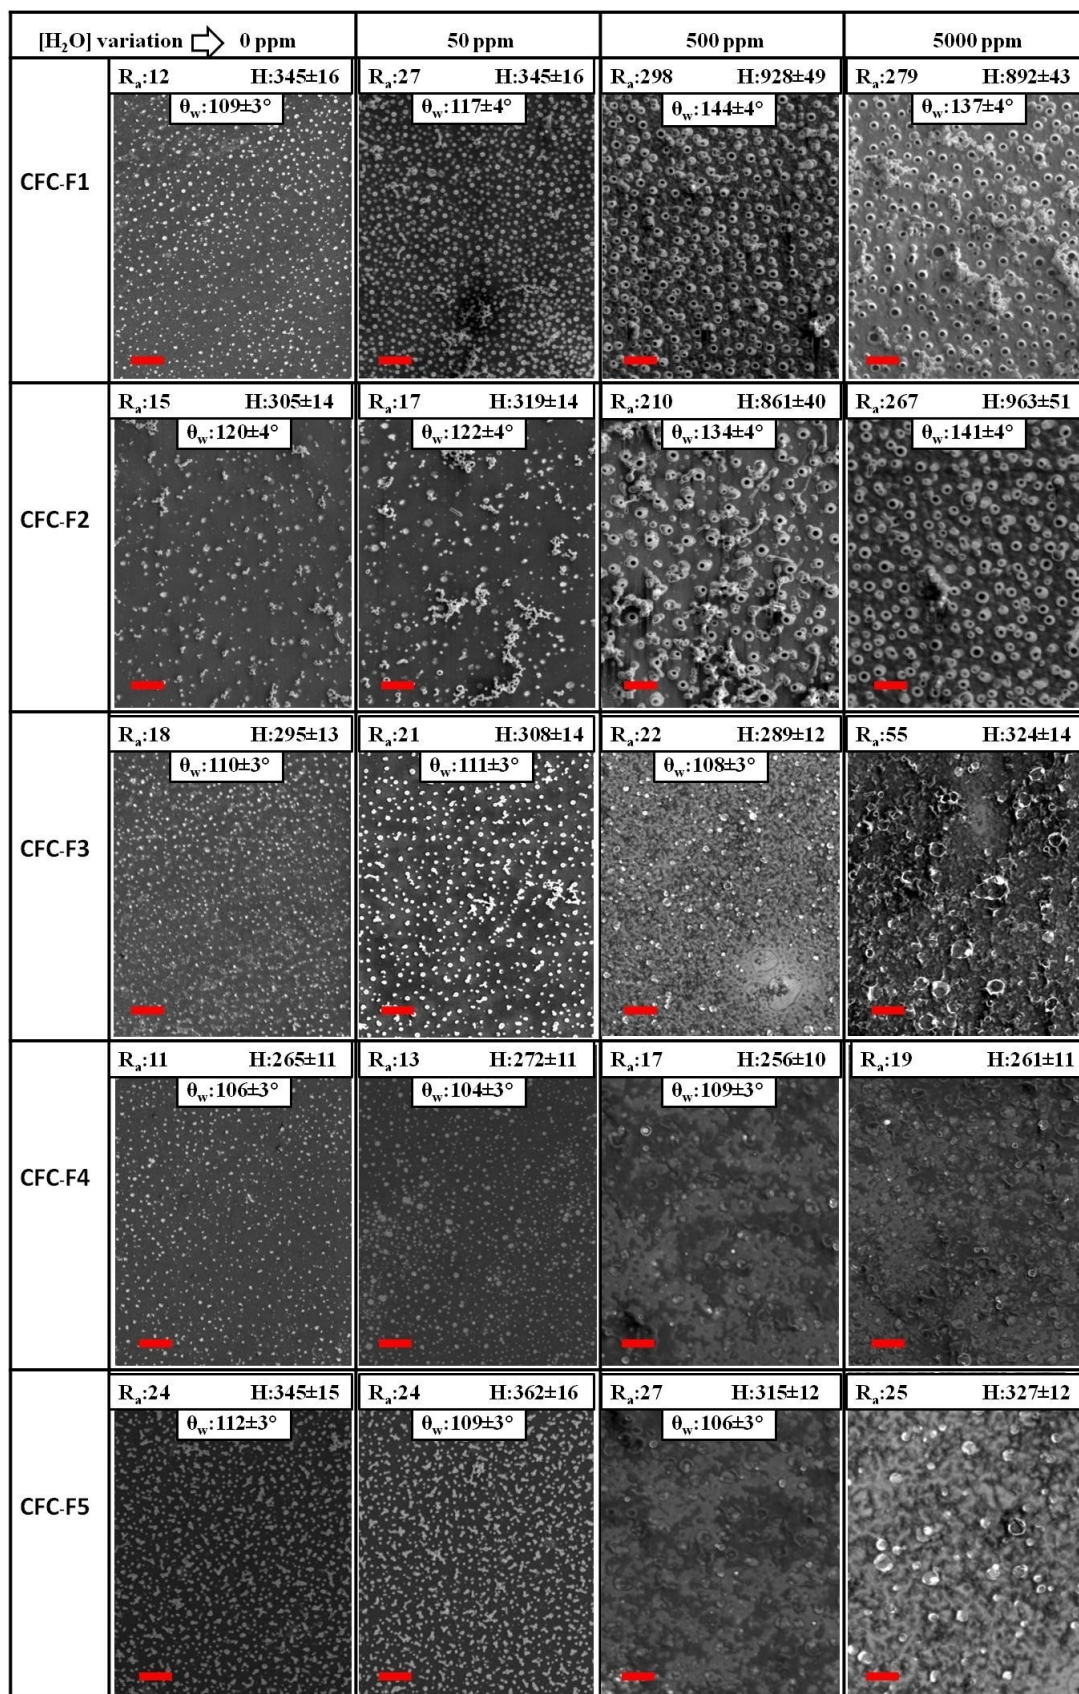 [H₂O] variation ⇨ 0 ppm 50 ppm 500 ppm 5000 ppm
Rₐ:12 H:345±16 Rₐ:27 H:345±16 Rₐ:298 H:928±49 Rₐ:279 H:892±43
θw:109±3° θw:117±4° θw:144±4° θw:137±4°
CFC-F1
Rₐ:15 H:305±14 Rₐ:17 H:319±14 Rₐ:210 H:861±40 Rₐ:267 H:963±51
θw:120±4° θw:122±4° θw:134±4° θw:141±4°
CFC-F2
Rₐ:18 H:295±13 Rₐ:21 H:308±14 Rₐ:22 H:289±12 Rₐ:55 H:324±14
θw:110±3° θw:111±3° θw:108±3°
CFC-F3
Rₐ:11 H:265±11 Rₐ:13 H:272±11 Rₐ:17 H:256±10 Rₐ:19 H:261±11
θw:106±3° θw:104±3° θw:109±3°
CFC-F4
Rₐ:24 H:345±15 Rₐ:24 H:362±16 Rₐ:27 H:315±12 Rₐ:25 H:327±12
θw:112±3° θw:109±3° θw:106±3°
CFC-F5